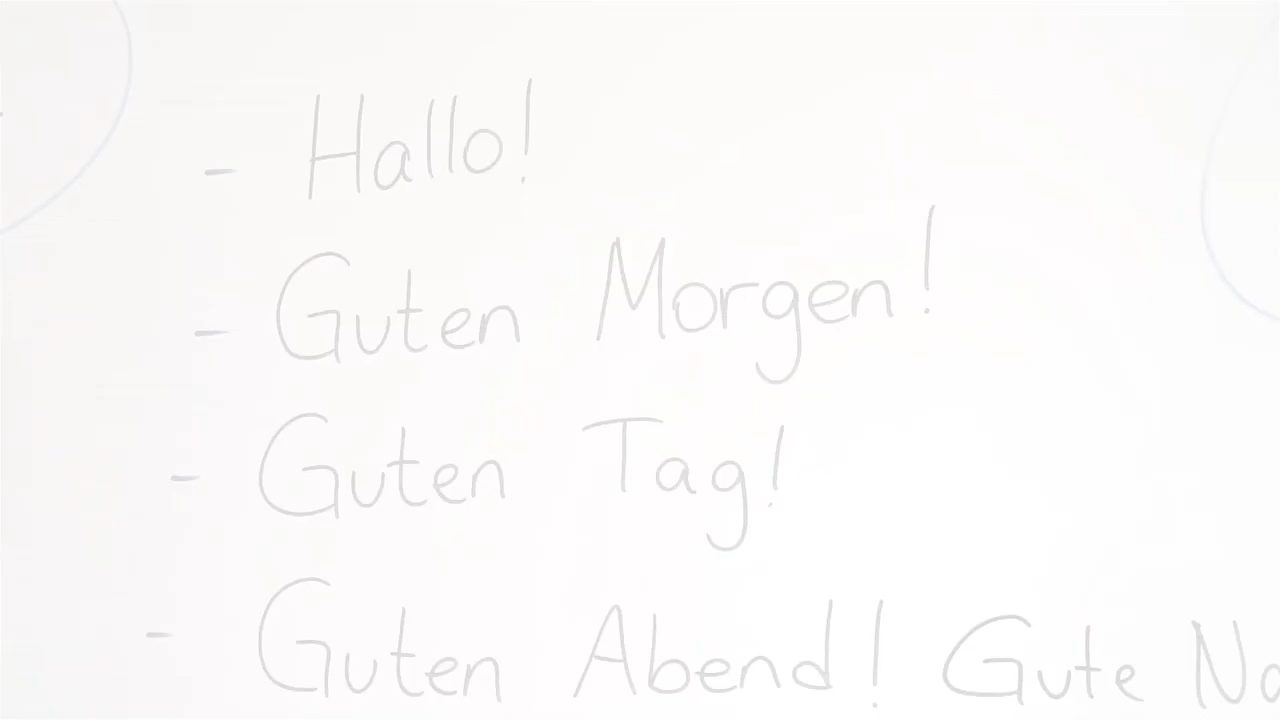 - Hallo!
- Guten Morgen!
- Guten Tag!
- Guten Abend! Gute